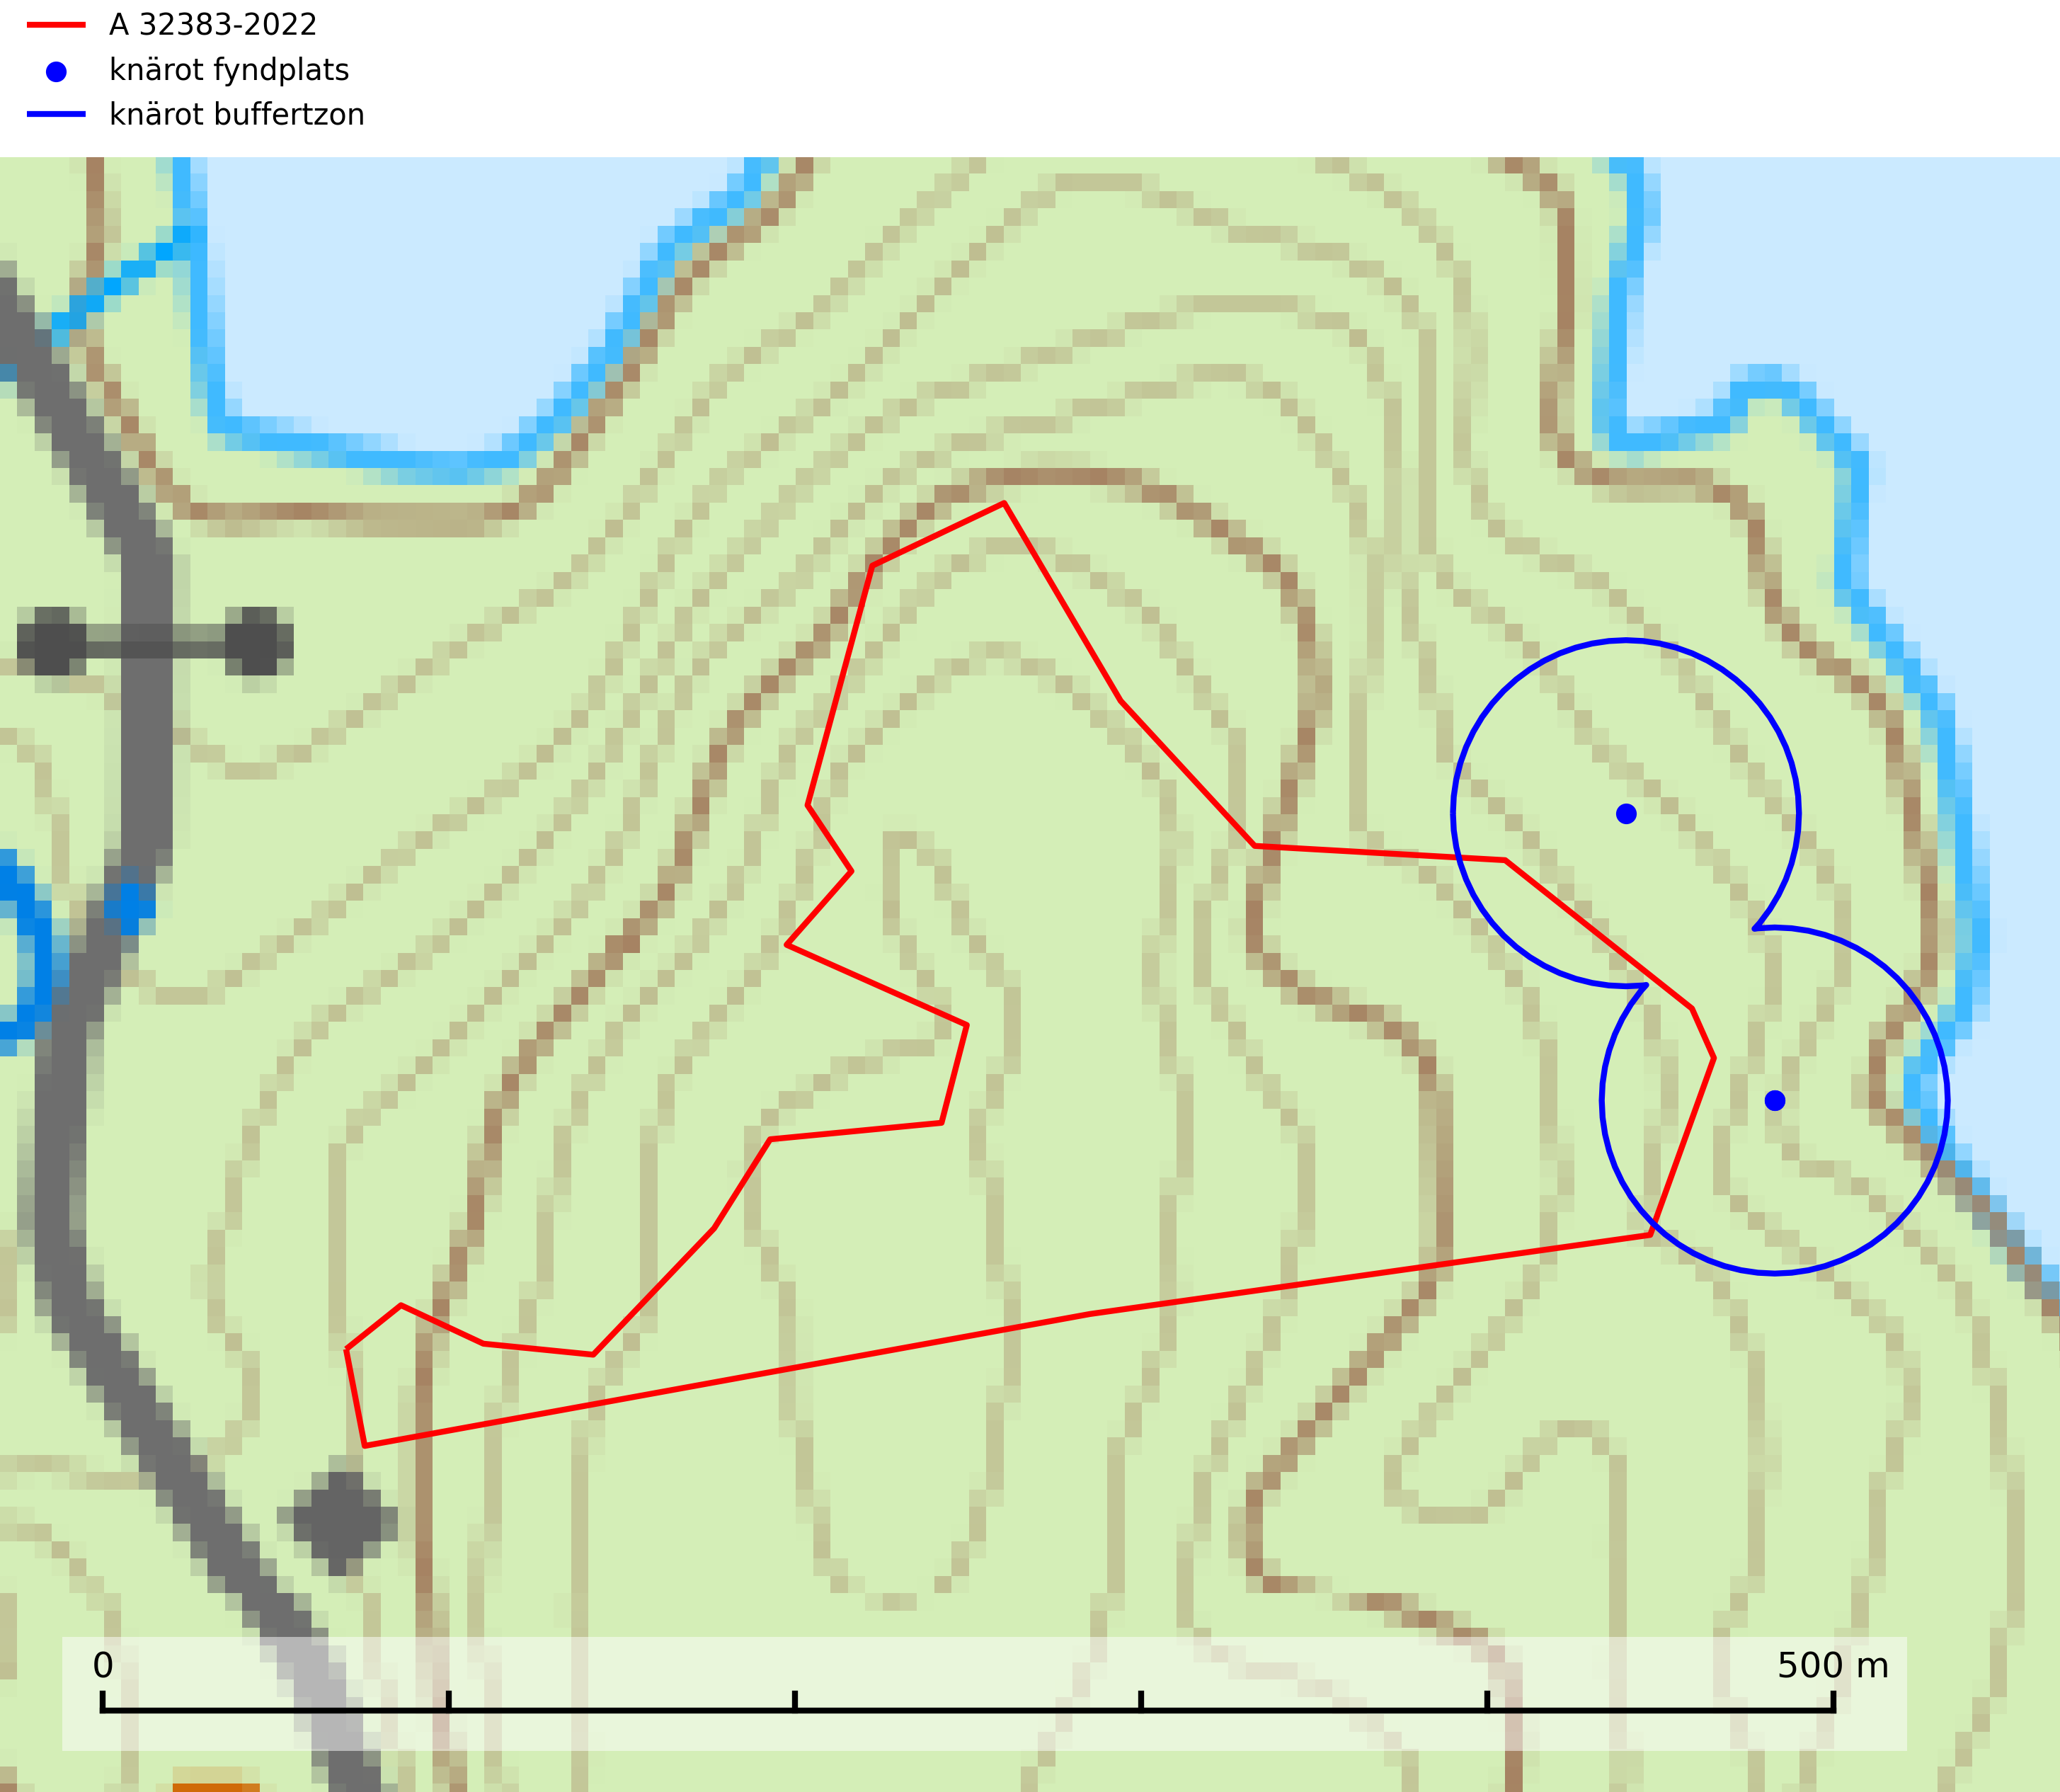 A 32383-2022
knärot fyndplats
knärot buffertzon
0
500 m